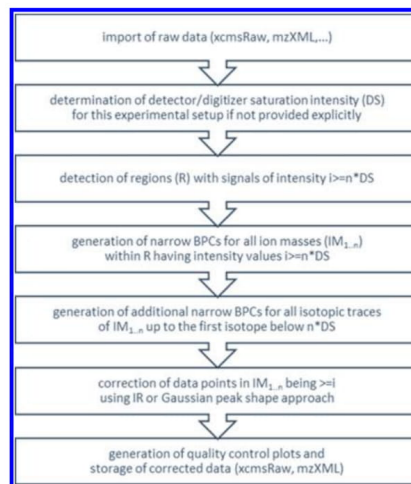 import of raw data (xcmsRaw, mzXML,...)
determination of detector/digitizer saturation intensity (DS)
for this experimental setup if not provided explicitly
detection of regions (R) with signals of intensity i>=n*DS
generation of narrow BPCs for all ion masses (IM1..n)
within R having intensity values i>=n*DS
generation of additional narrow BPCs for all isotopic traces
of IM1..n up to the first isotope below n*DS
correction of data points in IM1..n being >=i
using IR or Gaussian peak shape approach
generation of quality control plots and
storage of corrected data (xcmsRaw, mzXML)